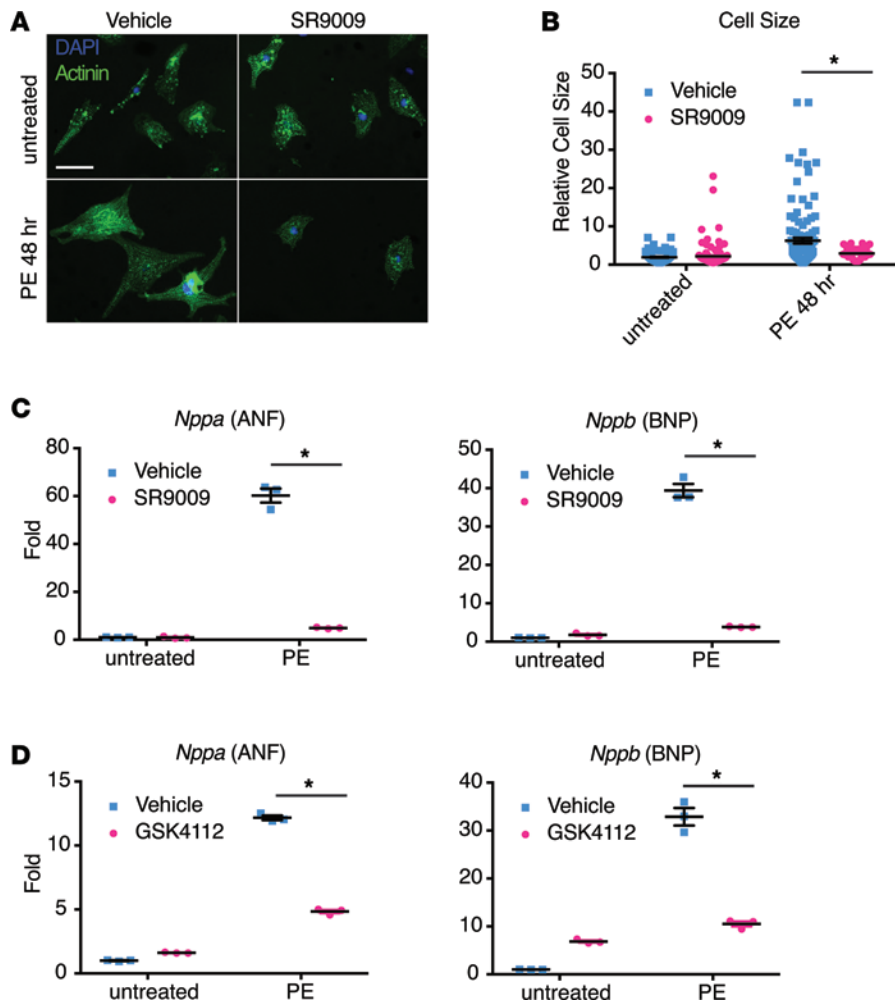 A
Vehicle SR9009
DAPI
Actinin
untreated
PE 48 hr
B
Cell Size
Relative Cell Size
50
40
30
20
10
0
Vehicle
SR9009
*
untreated
PE 48 hr
C
Nppa (ANF)
Fold
80
60
40
20
0
Vehicle
SR9009
*
untreated PE
Nppb (BNP)
50
40
30
20
10
0
Vehicle
SR9009
*
untreated PE
D
Nppa (ANF)
Fold
15
10
5
0
Vehicle
GSK4112
*
untreated PE
Nppb (BNP)
40
30
20
10
0
Vehicle
GSK4112
*
untreated PE